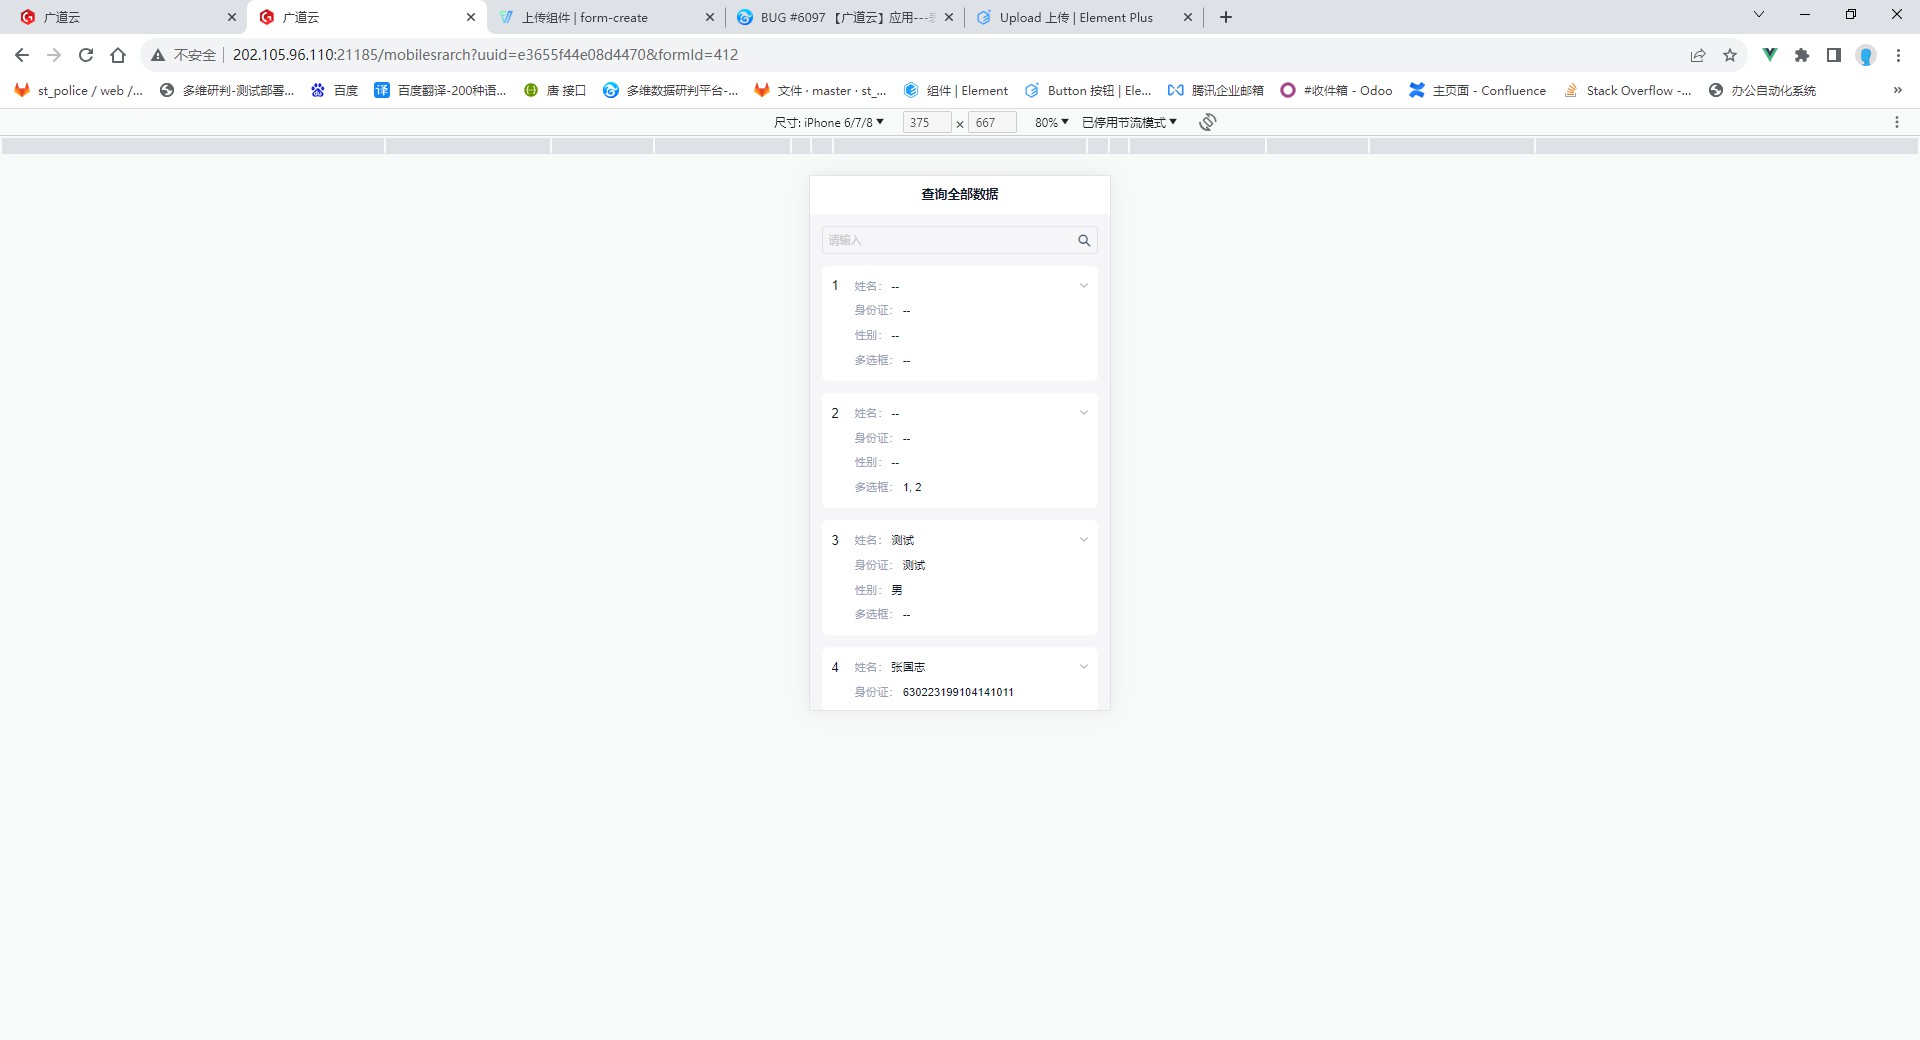 广道云
广道云
上传组件 | form-create
BUG #6097 【广道云】应用---
Upload 上传 | Element Plus
不安全
202.105.96.110:21185/mobilesrarch?uuid=e3655f44e08d4470&formId=412
st_police / web /...
多维研判-测试部署...
百度
译
百度翻译-200种语...
唐 接口
多维数据研判平台-...
文件 · master · st_...
组件 | Element
Button 按钮 | Ele...
腾讯企业邮箱
#收件箱 - Odoo
主页面 - Confluence
Stack Overflow -...
办公自动化系统
»
尺寸: iPhone 6/7/8
375 × 667
80%
已停用节流模式
查询全部数据
请输入
1 姓名： --
身份证： --
性别： --
多选框： --
2 姓名： --
身份证： --
性别： --
多选框： 1, 2
3 姓名： 测试
身份证： 测试
性别： 男
多选框： --
4 姓名： 张国志
身份证： 630223199104141011